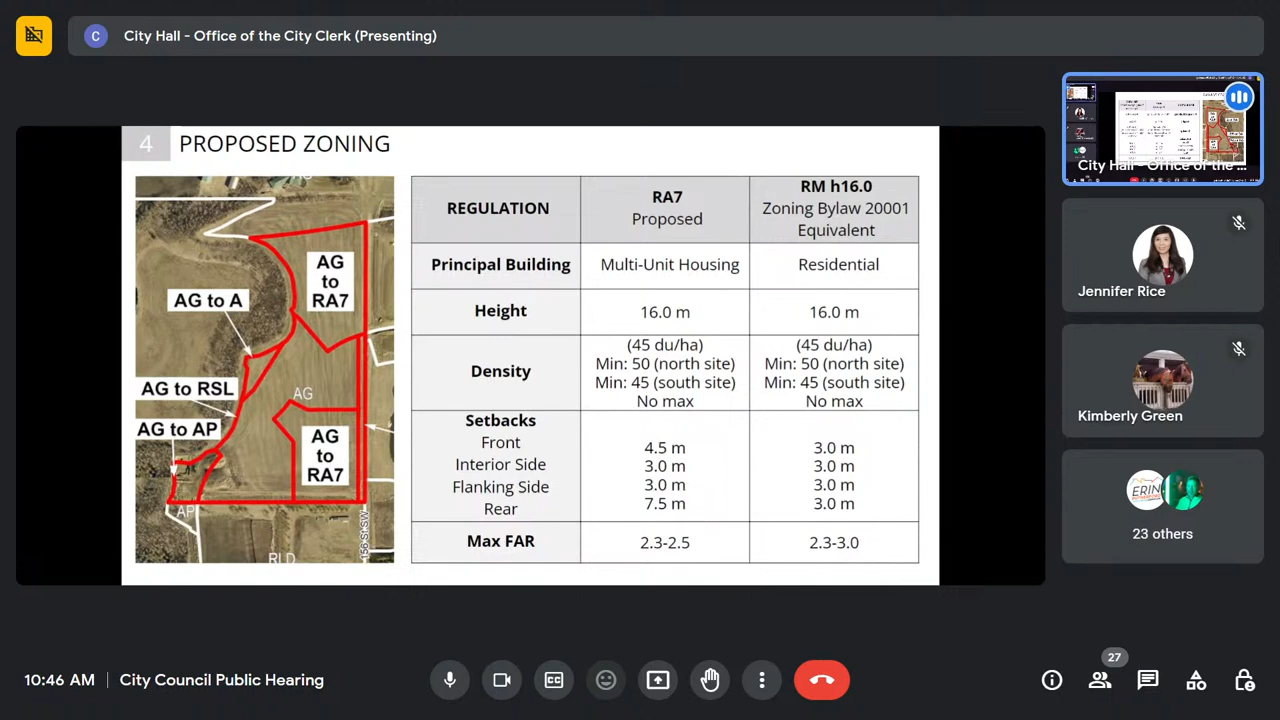 C City Hall - Office of the City Clerk (Presenting)
4 PROPOSED ZONING
AG to RA7
AG to A
AG to RSL
AG
AG to AP
AG to RA7
AP
RLD
156 St SW
REGULATION
RA7 Proposed
RM h16.0 Zoning Bylaw 20001 Equivalent
Principal Building
Multi-Unit Housing
Residential
Height
16.0 m
16.0 m
Density
(45 du/ha)
Min: 50 (north site)
Min: 45 (south site)
No max
(45 du/ha)
Min: 50 (north site)
Min: 45 (south site)
No max
Setbacks
Front 4.5 m 3.0 m
Interior Side 3.0 m 3.0 m
Flanking Side 3.0 m 3.0 m
Rear 7.5 m 3.0 m
Max FAR 2.3-2.5 2.3-3.0
City Hall - Office of the ...
Jennifer Rice
Kimberly Green
ERIN
23 others
10:46 AM | City Council Public Hearing
CC
27